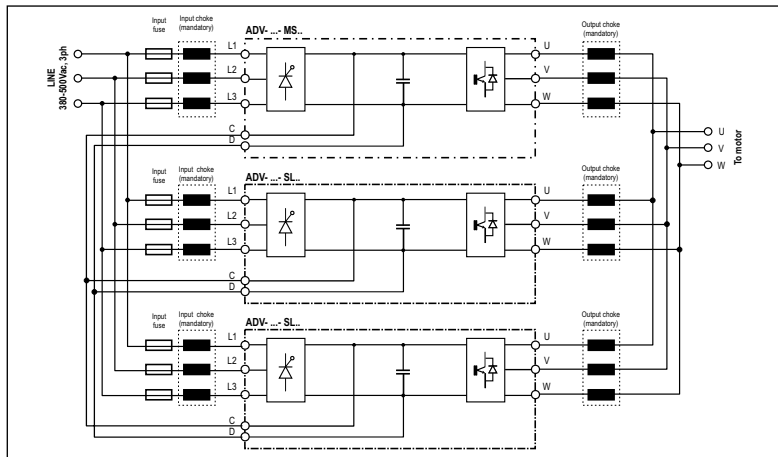 Input fuse
Input choke (mandatory)
ADV- ...- MS..
Output choke (mandatory)
LINE
380-500Vac, 3ph
L1
L2
L3
C
D
U
V
W
Input fuse
Input choke (mandatory)
ADV- ...- SL..
Output choke (mandatory)
L1
L2
L3
C
D
U
V
W
U
V
W
To motor
Input fuse
Input choke (mandatory)
ADV- ...- SL..
Output choke (mandatory)
L1
L2
L3
C
D
U
V
W